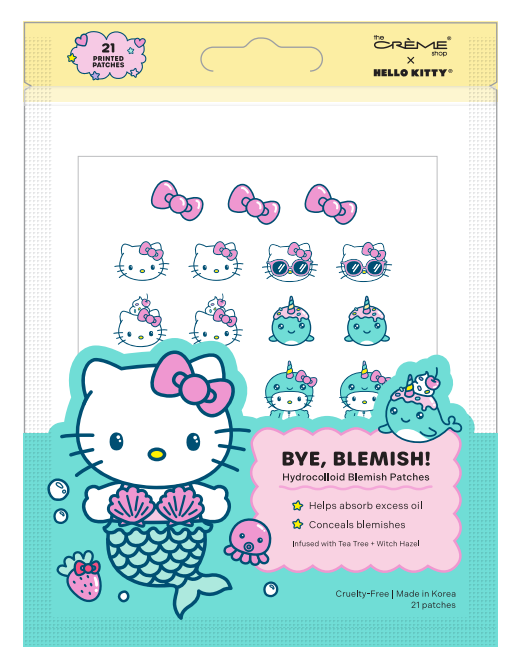 21
PRINTED
PATCHES
the
CRÈME®
shop
×
HELLO KITTY®
BYE, BLEMISH!
Hydrocolloid Blemish Patches
Helps absorb excess oil
Conceals blemishes
Infused with Tea Tree + Witch Hazel
Cruelty-Free | Made in Korea
21 patches